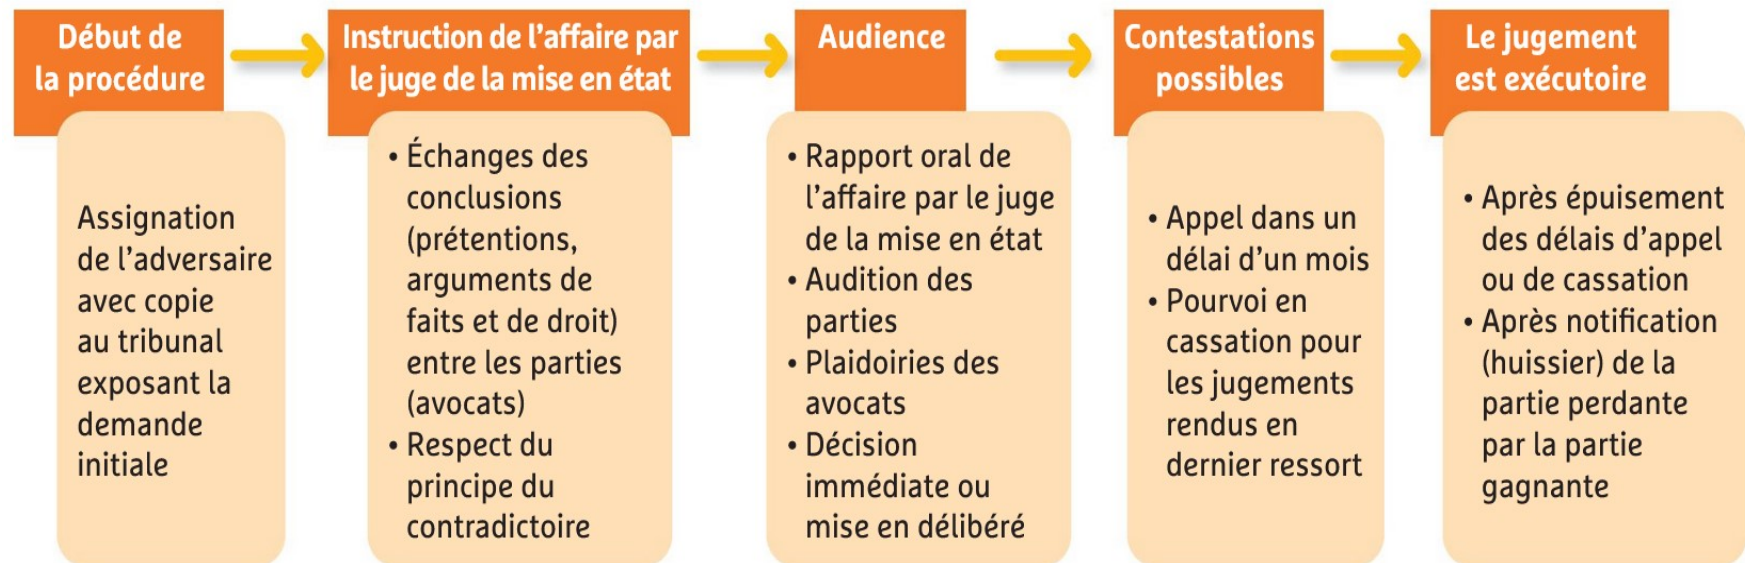 Début de
la procédure
Assignation
de l’adversaire
avec copie
au tribunal
exposant la
demande
initiale
Instruction de l’affaire par
le juge de la mise en état
• Échanges des
conclusions
(prétentions,
arguments de
faits et de droit)
entre les parties
(avocats)
• Respect du
principe du
contradictoire
Audience
• Rapport oral de
l’affaire par le juge
de la mise en état
• Audition des
parties
• Plaidoiries des
avocats
• Décision
immédiate ou
mise en délibéré
Contestations
possibles
• Appel dans un
délai d’un mois
• Pourvoi en
cassation pour
les jugements
rendus en
dernier ressort
Le jugement
est exécutoire
• Après épuisement
des délais d’appel
ou de cassation
• Après notification
(huissier) de la
partie perdante
par la partie
gagnante